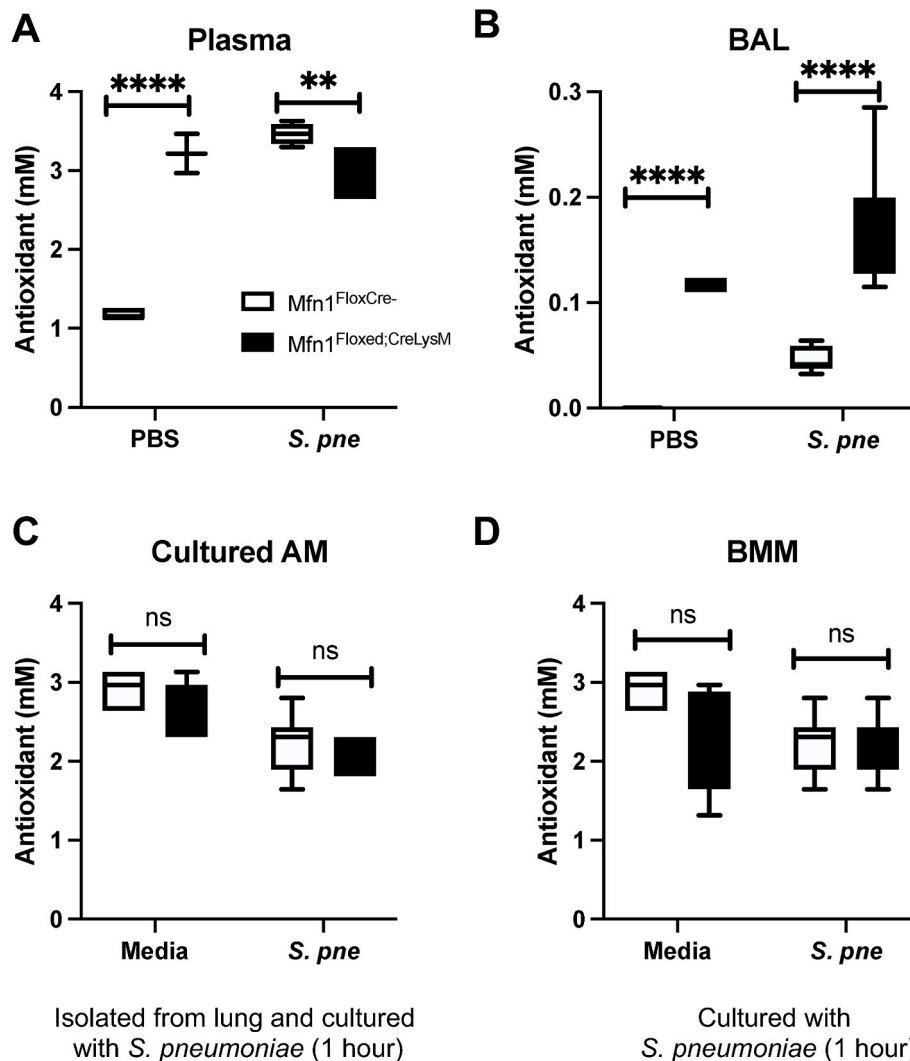 A
Plasma
Antioxidant (mM)
4
3
2
1
0
****
**
Mfn1FloxCre-
Mfn1Floxed;CreLysM
PBS
S. pne
B
BAL
Antioxidant (mM)
0.3
0.2
0.1
0.0
****
****
PBS
S. pne
C
Cultured AM
Antioxidant (mM)
4
3
2
1
0
ns
ns
Media
S. pne
Isolated from lung and cultured
with S. pneumoniae (1 hour)
D
BMM
Antioxidant (mM)
4
3
2
1
0
ns
ns
Media
S. pne
Cultured with
S. pneumoniae (1 hour)